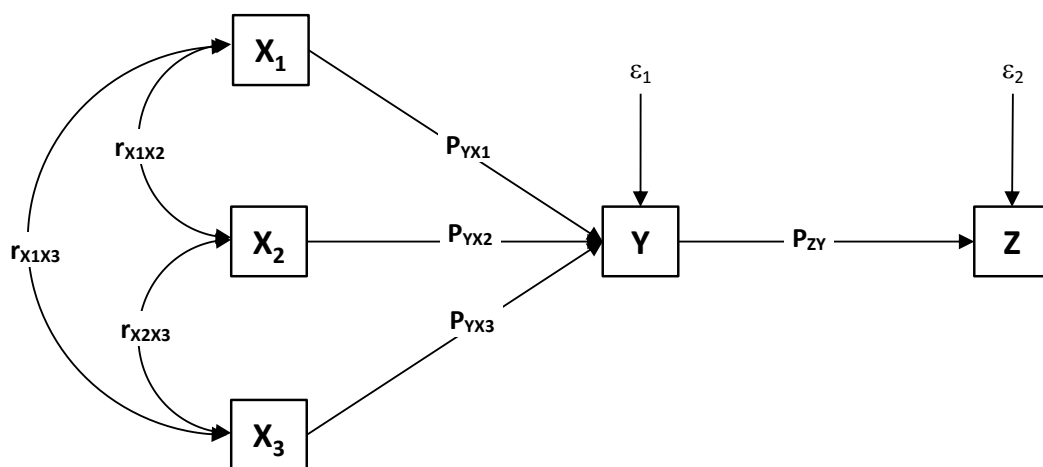 X1
ε1
ε2
rX1X2
PYX1
rX1X3
X2
PYX2
Y
PZY
Z
rX2X3
PYX3
X3